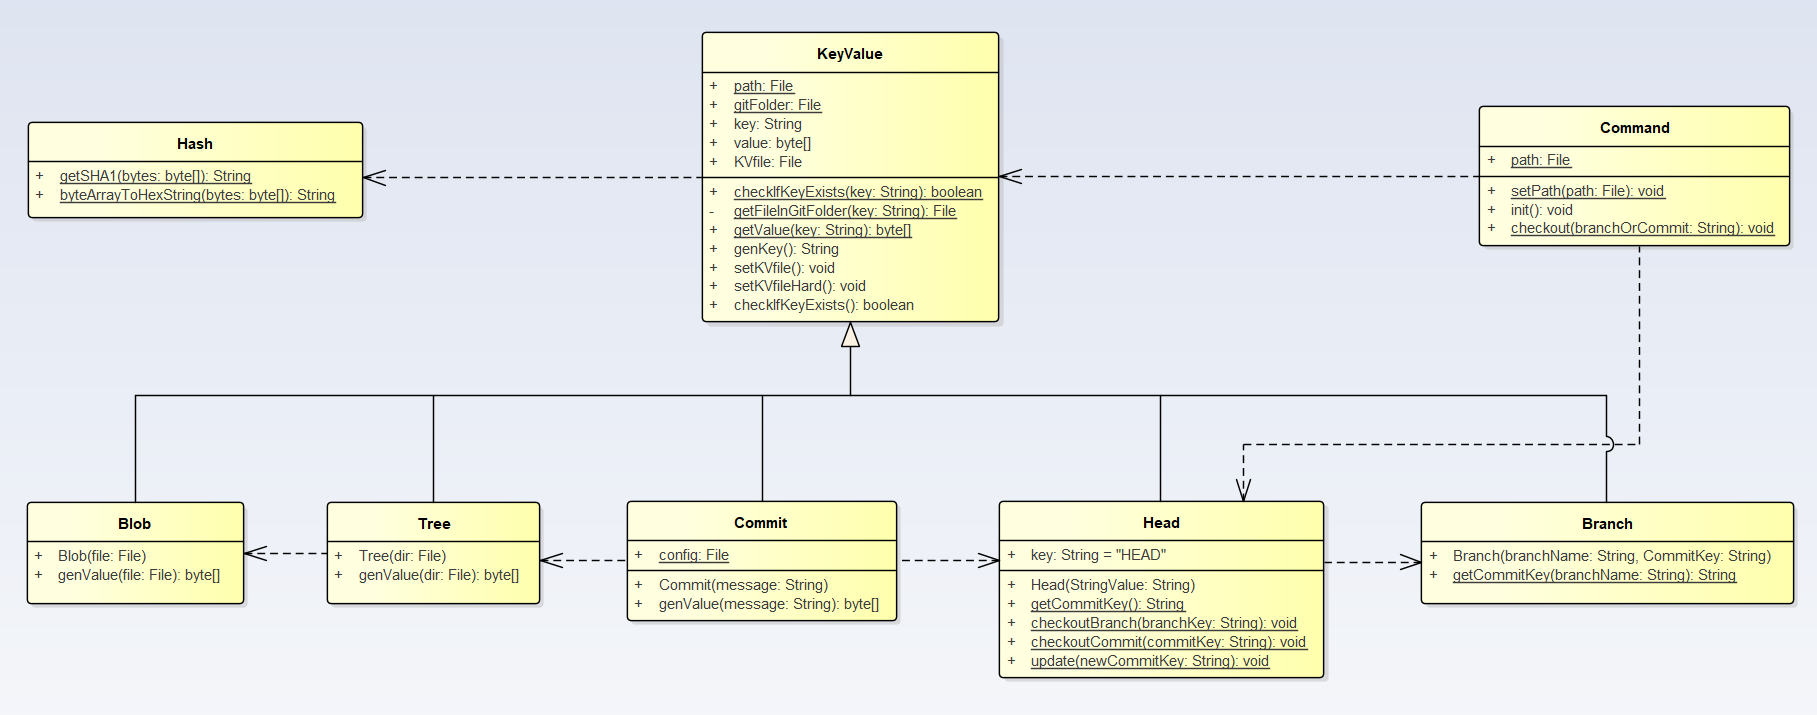 KeyValue
+ path: File
+ gitFolder: File
+ key: String
+ value: byte[]
+ KVfile: File
+ checkIfKeyExists(key: String): boolean
- getFileInGitFolder(key: String): File
+ getValue(key: String): byte[]
+ genKey(): String
+ setKVfile(): void
+ setKVfileHard(): void
+ checkIfKeyExists(): boolean
Hash
+ getSHA1(bytes: byte[]): String
+ byteArrayToHexString(bytes: byte[]): String
Command
+ path: File
+ setPath(path: File): void
+ init(): void
+ checkout(branchOrCommit: String): void
Blob
+ Blob(file: File)
+ genValue(file: File): byte[]
Tree
+ Tree(dir: File)
+ genValue(dir: File): byte[]
Commit
+ config: File
+ Commit(message: String)
+ genValue(message: String): byte[]
Head
+ key: String = "HEAD"
+ Head(StringValue: String)
+ getCommitKey(): String
+ checkoutBranch(branchKey: String): void
+ checkoutCommit(commitKey: String): void
+ update(newCommitKey: String): void
Branch
+ Branch(branchName: String, CommitKey: String)
+ getCommitKey(branchName: String): String